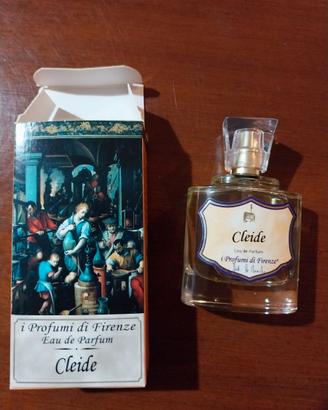 i Profumi di Firenze
Eau de Parfum
Cleide
Cleide
Eau de Parfum
i Profumi di Firenze®